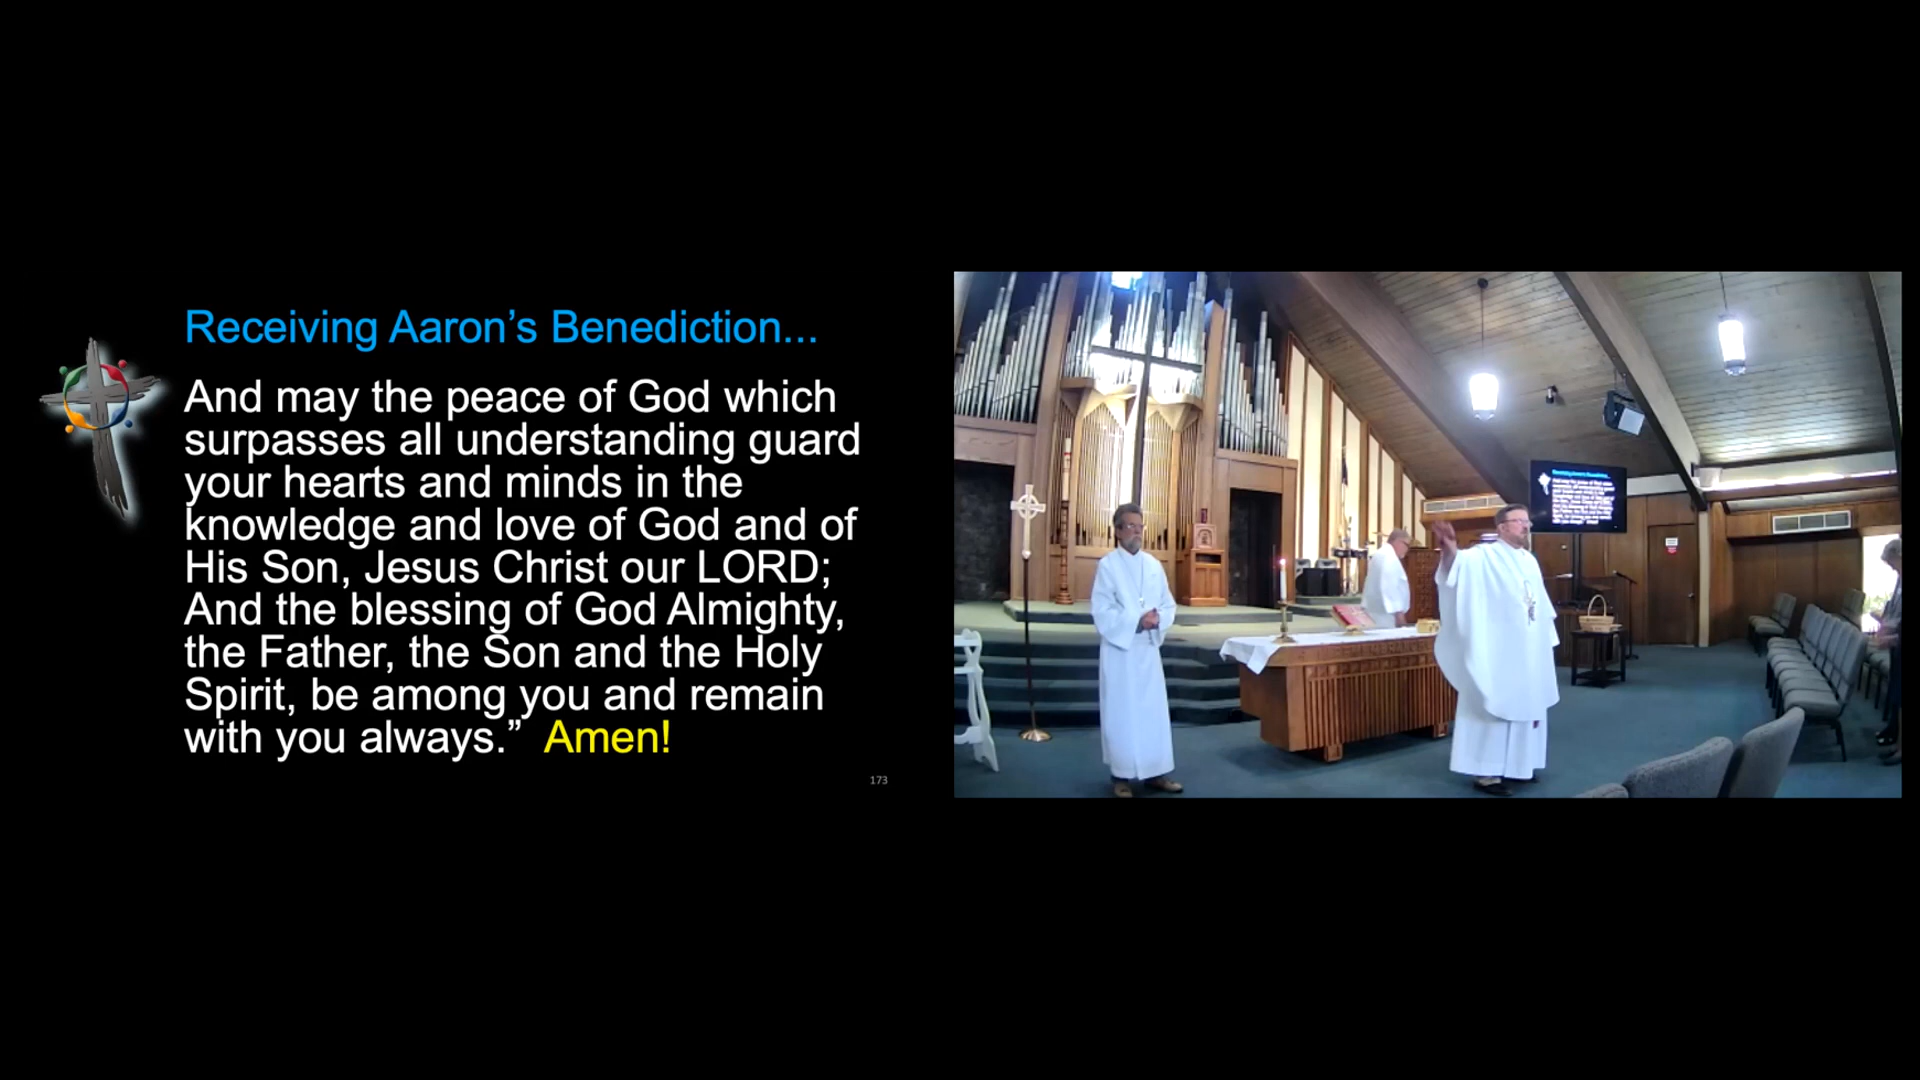 Receiving Aaron’s Benediction...
And may the peace of God which
surpasses all understanding guard
your hearts and minds in the
knowledge and love of God and of
His Son, Jesus Christ our LORD;
And the blessing of God Almighty,
the Father, the Son and the Holy
Spirit, be among you and remain
with you always.” Amen!
173